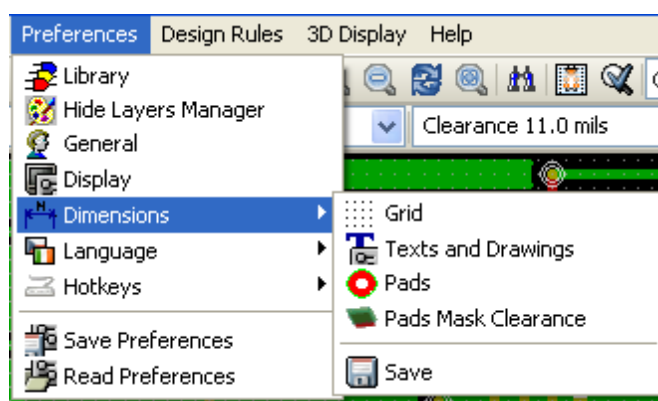 Preferences Design Rules 3D Display Help
Library
Hide Layers Manager
General
Clearance 11.0 mils
Display
Dimensions
Language
Hotkeys
Save Preferences
Read Preferences
Grid
Texts and Drawings
Pads
Pads Mask Clearance
Save